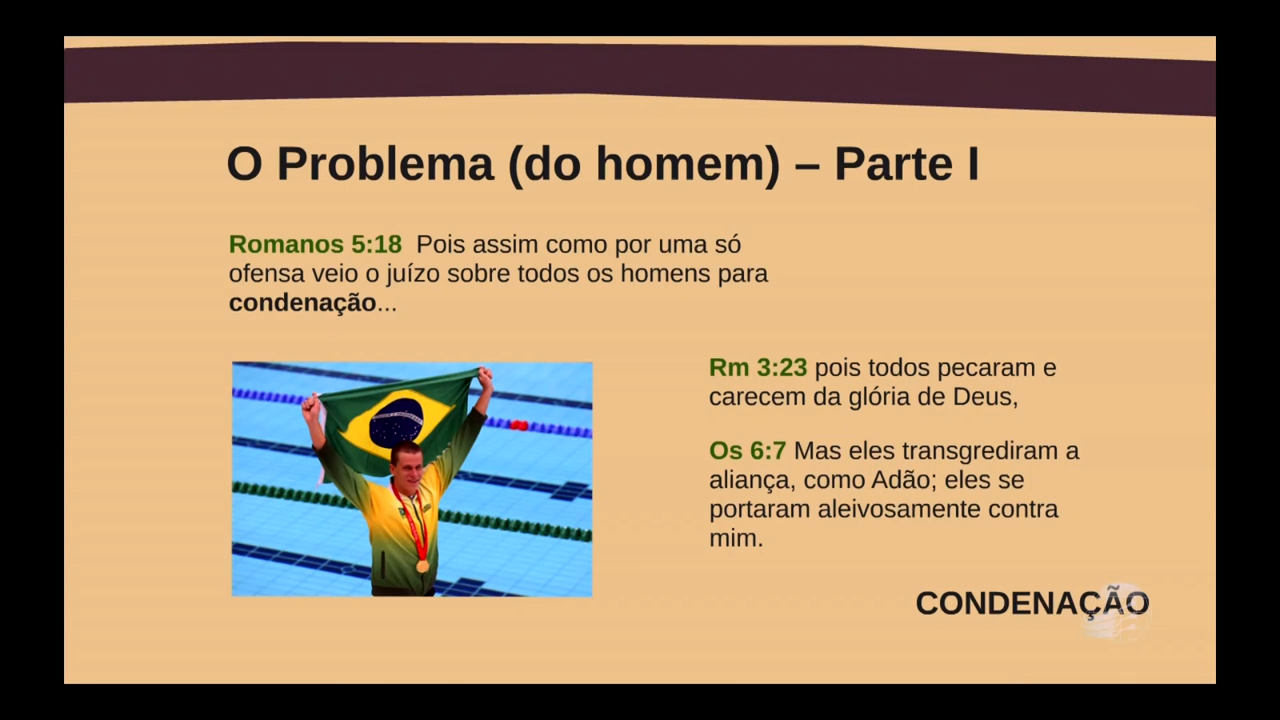 O Problema (do homem) – Parte I
Romanos 5:18 Pois assim como por uma só
ofensa veio o juízo sobre todos os homens para
condenação...
Rm 3:23 pois todos pecaram e
carecem da glória de Deus,
Os 6:7 Mas eles transgrediram a
aliança, como Adão; eles se
portaram aleivosamente contra
mim.
CONDENAÇÃO